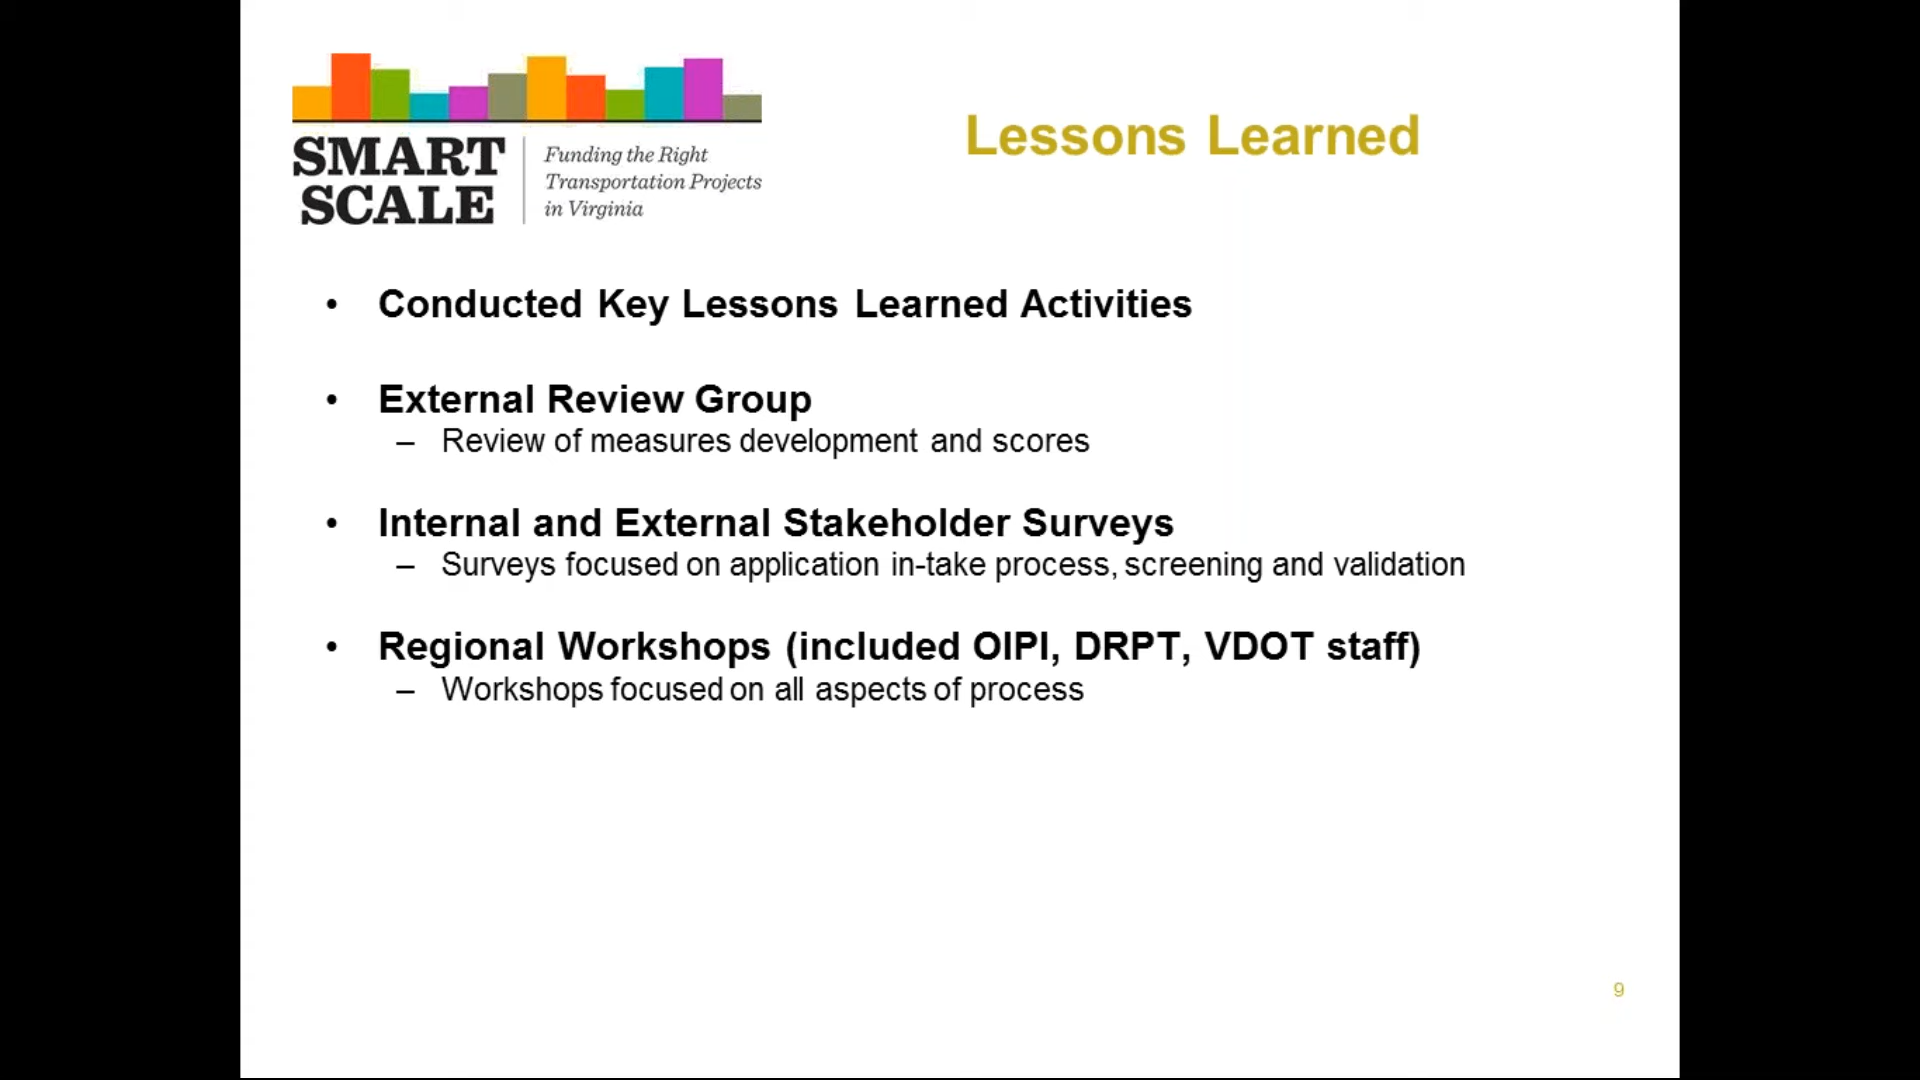 SMART
SCALE
Funding the Right
Transportation Projects
in Virginia
Lessons Learned
• Conducted Key Lessons Learned Activities
• External Review Group
– Review of measures development and scores
• Internal and External Stakeholder Surveys
– Surveys focused on application in-take process, screening and validation
• Regional Workshops (included OIPI, DRPT, VDOT staff)
– Workshops focused on all aspects of process
9